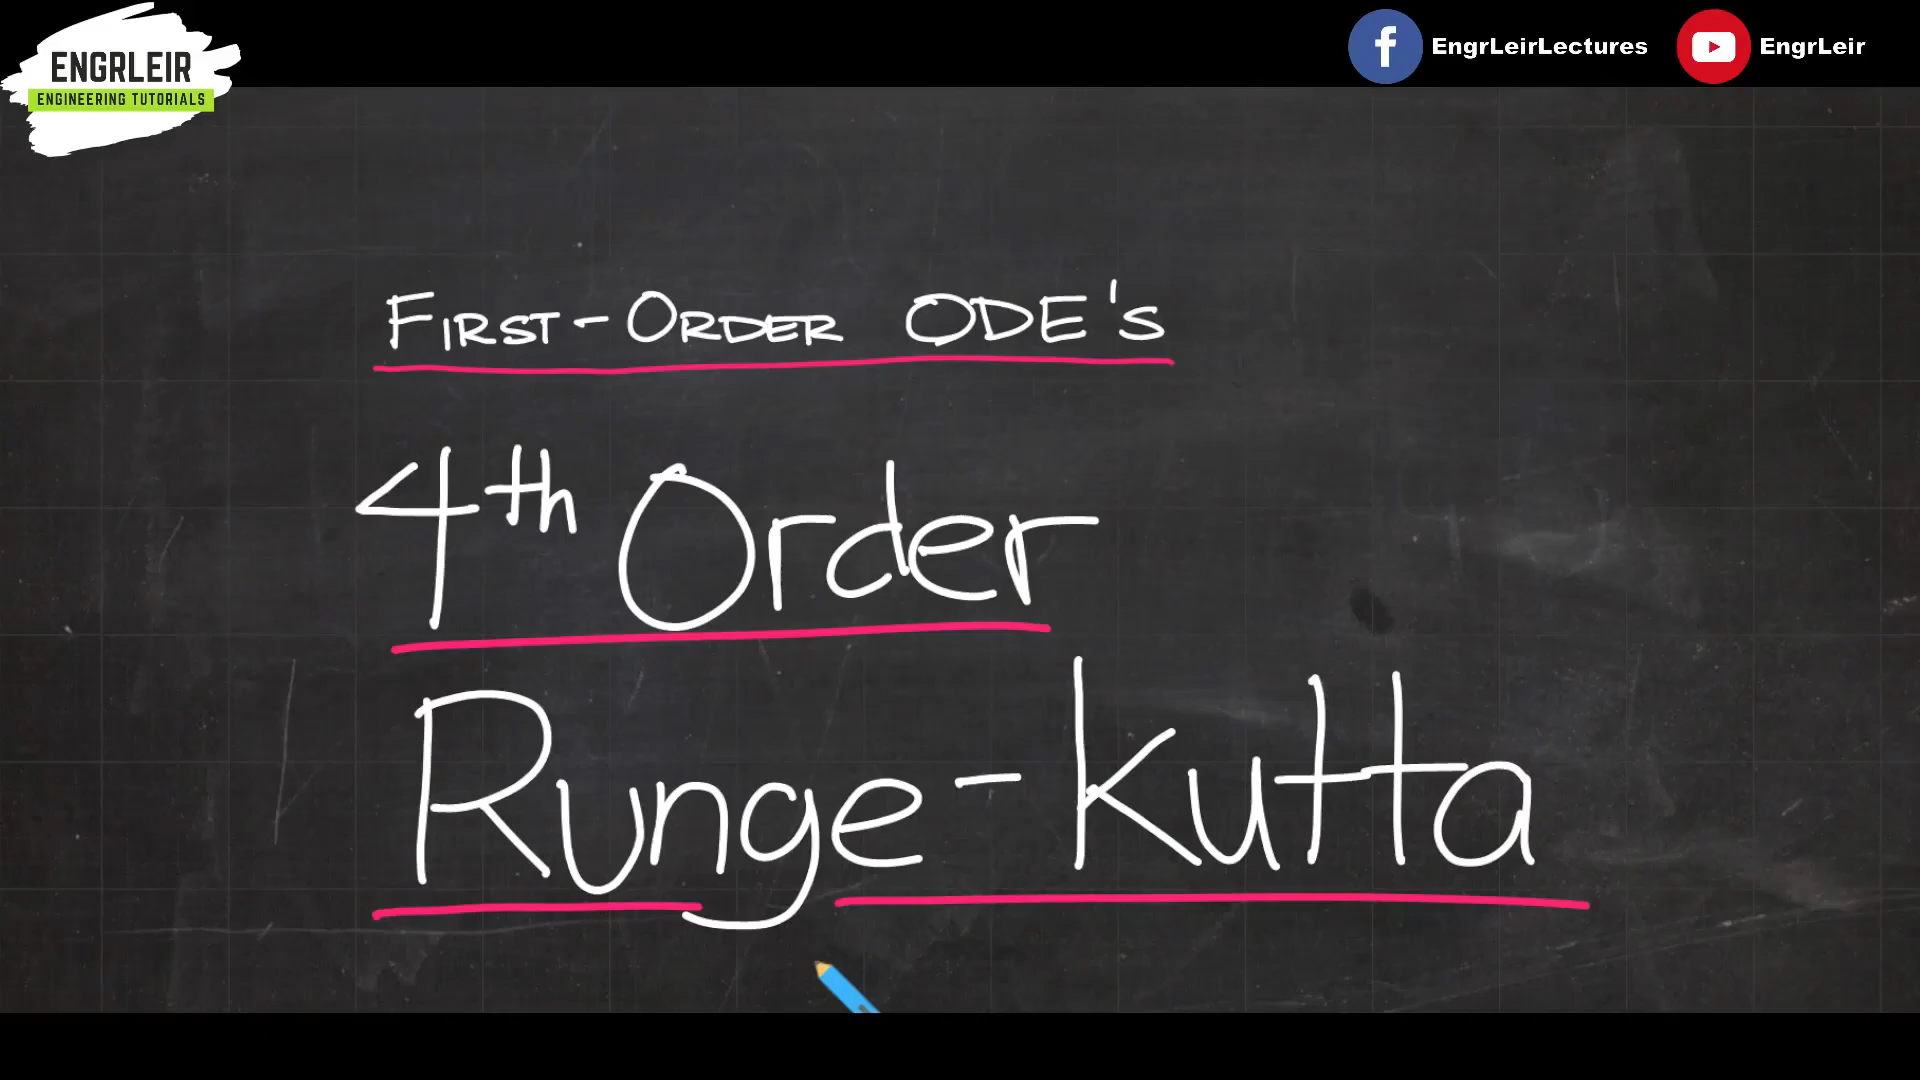 ENGRLEIR
ENGINEERING TUTORIALS
EngrLeirLectures
EngrLeir
FIRST-ORDER ODE's
4th Order
Runge-Kutta